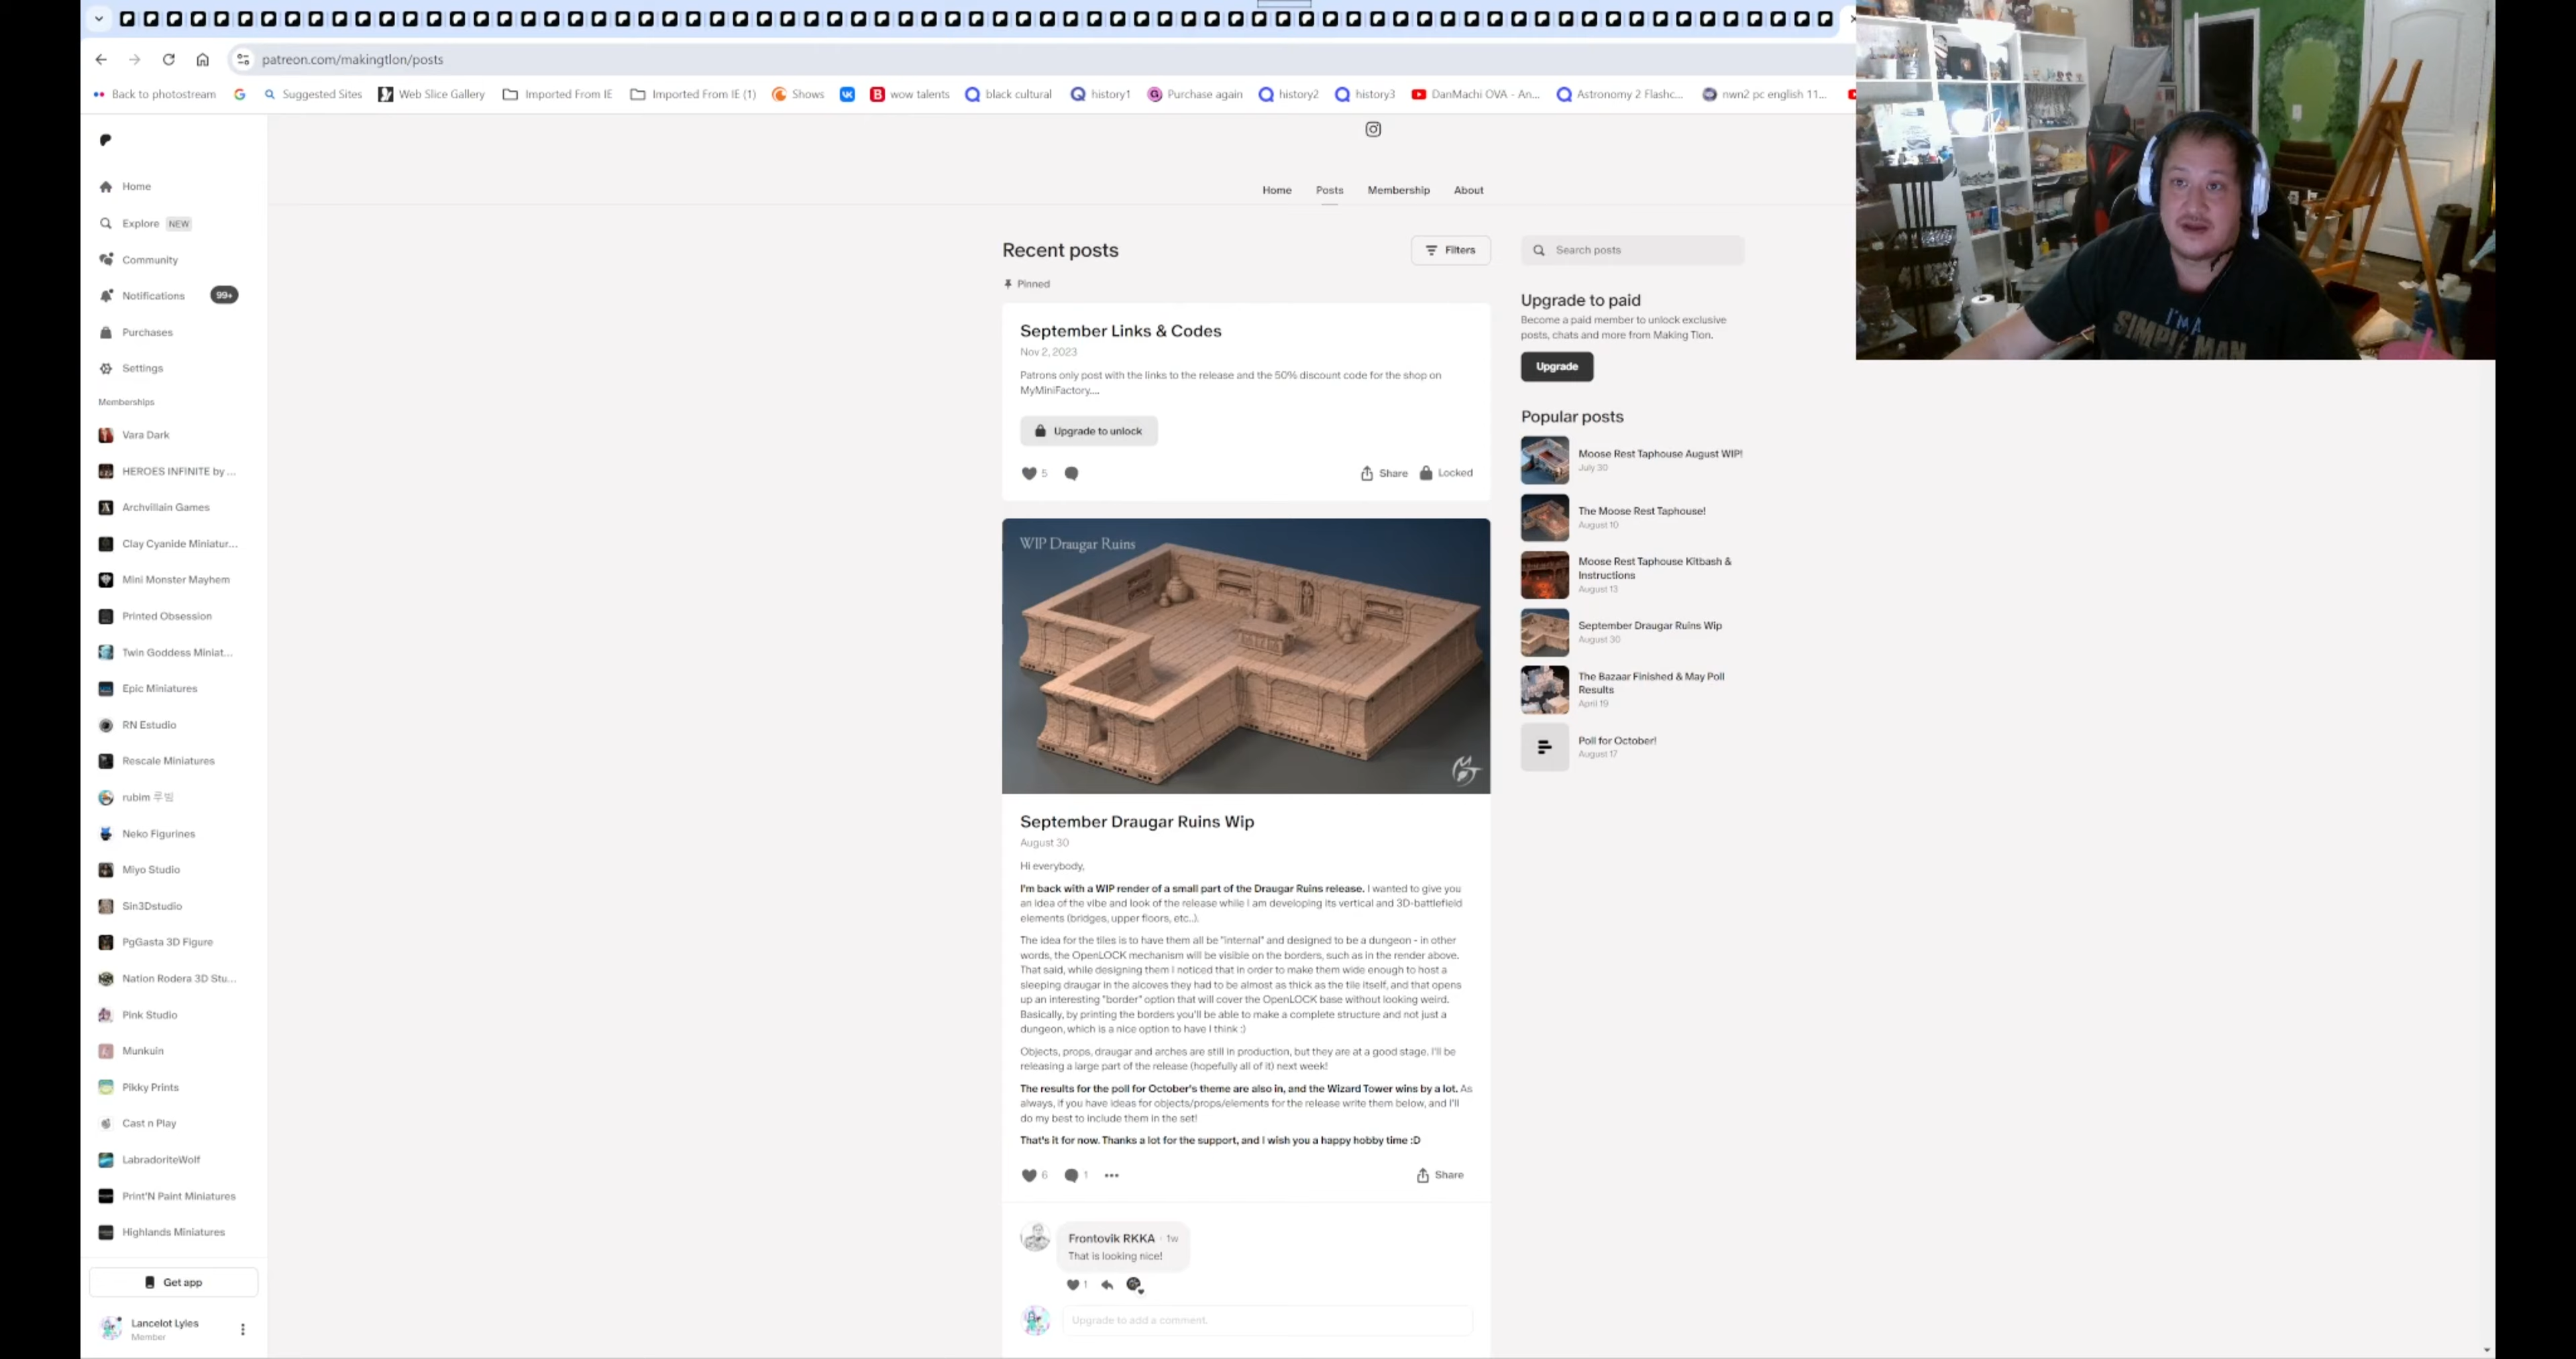 patreon.com/makingtlon/posts
Back to photostream
Suggested Sites
Web Slice Gallery
Imported From IE
Imported From IE (1)
Shows
wow talents
black cultural
history1
Purchase again
history2
history3
DanMachi OVA - An...
Astronomy 2 Flashc...
nwn2 pc english 11...
Home
Explore NEW
Community
Notifications 99+
Purchases
Settings
Memberships
Vara Dark
HEROES INFINITE by ...
Archvillain Games
Clay Cyanide Miniatur...
Mini Monster Mayhem
Printed Obsession
Twin Goddess Miniat...
Epic Miniatures
RN Estudio
Rescale Miniatures
rubim 루빔
Neko Figurines
Miyo Studio
Sin3Dstudio
PgGasta 3D Figure
Nation Rodera 3D Stu...
Pink Studio
Munkuin
Pikky Prints
Cast n Play
LabradoriteWolf
Print'N Paint Miniatures
Highlands Miniatures
Get app
Lancelot Lyles
Member
Home Posts Membership About
Recent posts
Filters
Pinned
September Links & Codes
Nov 2, 2023
Patrons only post with the links to the release and the 50% discount code for the shop on
MyMiniFactory....
Upgrade to unlock
5
Share
Locked
WIP Draugar Ruins
September Draugar Ruins Wip
August 30
Hi everybody,
I'm back with a WIP render of a small part of the Draugar Ruins release. I wanted to give you
an idea of the vibe and look of the release while I am developing its vertical and 3D-battlefield
elements (bridges, upper floors, etc..).
The idea for the tiles is to have them all be "internal" and designed to be a dungeon - in other
words, the OpenLOCK mechanism will be visible on the borders, such as in the render above.
That said, while designing them I noticed that in order to make them wide enough to host a
sleeping draugar in the alcoves they had to be almost as thick as the tile itself, and that opens
up an interesting "border" option that will cover the OpenLOCK base without looking weird.
Basically, by printing the borders you'll be able to make a complete structure and not just a
dungeon, which is a nice option to have I think :)
Objects, props, draugar and arches are still in production, but they are at a good stage. I'll be
releasing a large part of the release (hopefully all of it) next week!
The results for the poll for October's theme are also in, and the Wizard Tower wins by a lot. As
always, if you have ideas for objects/props/elements for the release write them below, and I'll
do my best to include them in the set!
That's it for now. Thanks a lot for the support, and I wish you a happy hobby time :D
6
1
Share
Frontovik RKKA · 1w
That is looking nice!
1
Upgrade to add a comment.
Search posts
Upgrade to paid
Become a paid member to unlock exclusive
posts, chats and more from Making Tlon.
Upgrade
Popular posts
Moose Rest Taphouse August WIP!
July 30
The Moose Rest Taphouse!
August 10
Moose Rest Taphouse Kitbash &
Instructions
August 13
September Draugar Ruins Wip
August 30
The Bazaar Finished & May Poll
Results
April 19
Poll for October!
August 17
I'M A
SIMPLE MAN